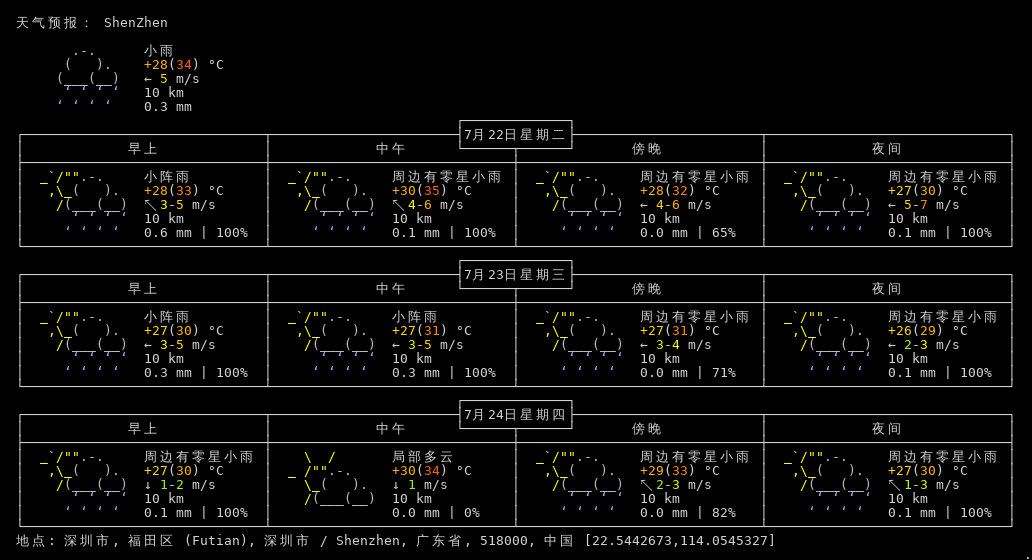 天气预报： ShenZhen
小雨
+28(34) °C
← 5 m/s
10 km
0.3 mm
7月22日星期二
早上 中午 傍晚 夜间
小阵雨 周边有零星小雨 周边有零星小雨 周边有零星小雨
+28(33) °C +30(35) °C +28(32) °C +27(30) °C
↖ 3-5 m/s ↖ 4-6 m/s ← 4-6 m/s ← 5-7 m/s
10 km 10 km 10 km 10 km
0.6 mm | 100% 0.1 mm | 100% 0.0 mm | 65% 0.1 mm | 100%
7月23日星期三
早上 中午 傍晚 夜间
小阵雨 小阵雨 周边有零星小雨 周边有零星小雨
+27(30) °C +27(31) °C +27(31) °C +26(29) °C
← 3-5 m/s ← 3-5 m/s ← 3-4 m/s ← 2-3 m/s
10 km 10 km 10 km 10 km
0.3 mm | 100% 0.3 mm | 100% 0.0 mm | 71% 0.1 mm | 100%
7月24日星期四
早上 中午 傍晚 夜间
周边有零星小雨 局部多云 周边有零星小雨 周边有零星小雨
+27(30) °C +30(34) °C +29(33) °C +27(30) °C
↓ 1-2 m/s ↓ 1 m/s ↖ 2-3 m/s ↖ 1-3 m/s
10 km 10 km 10 km 10 km
0.1 mm | 100% 0.0 mm | 0% 0.0 mm | 82% 0.1 mm | 100%
地点: 深圳市, 福田区 (Futian), 深圳市 / Shenzhen, 广东省, 518000, 中国 [22.5442673,114.0545327]